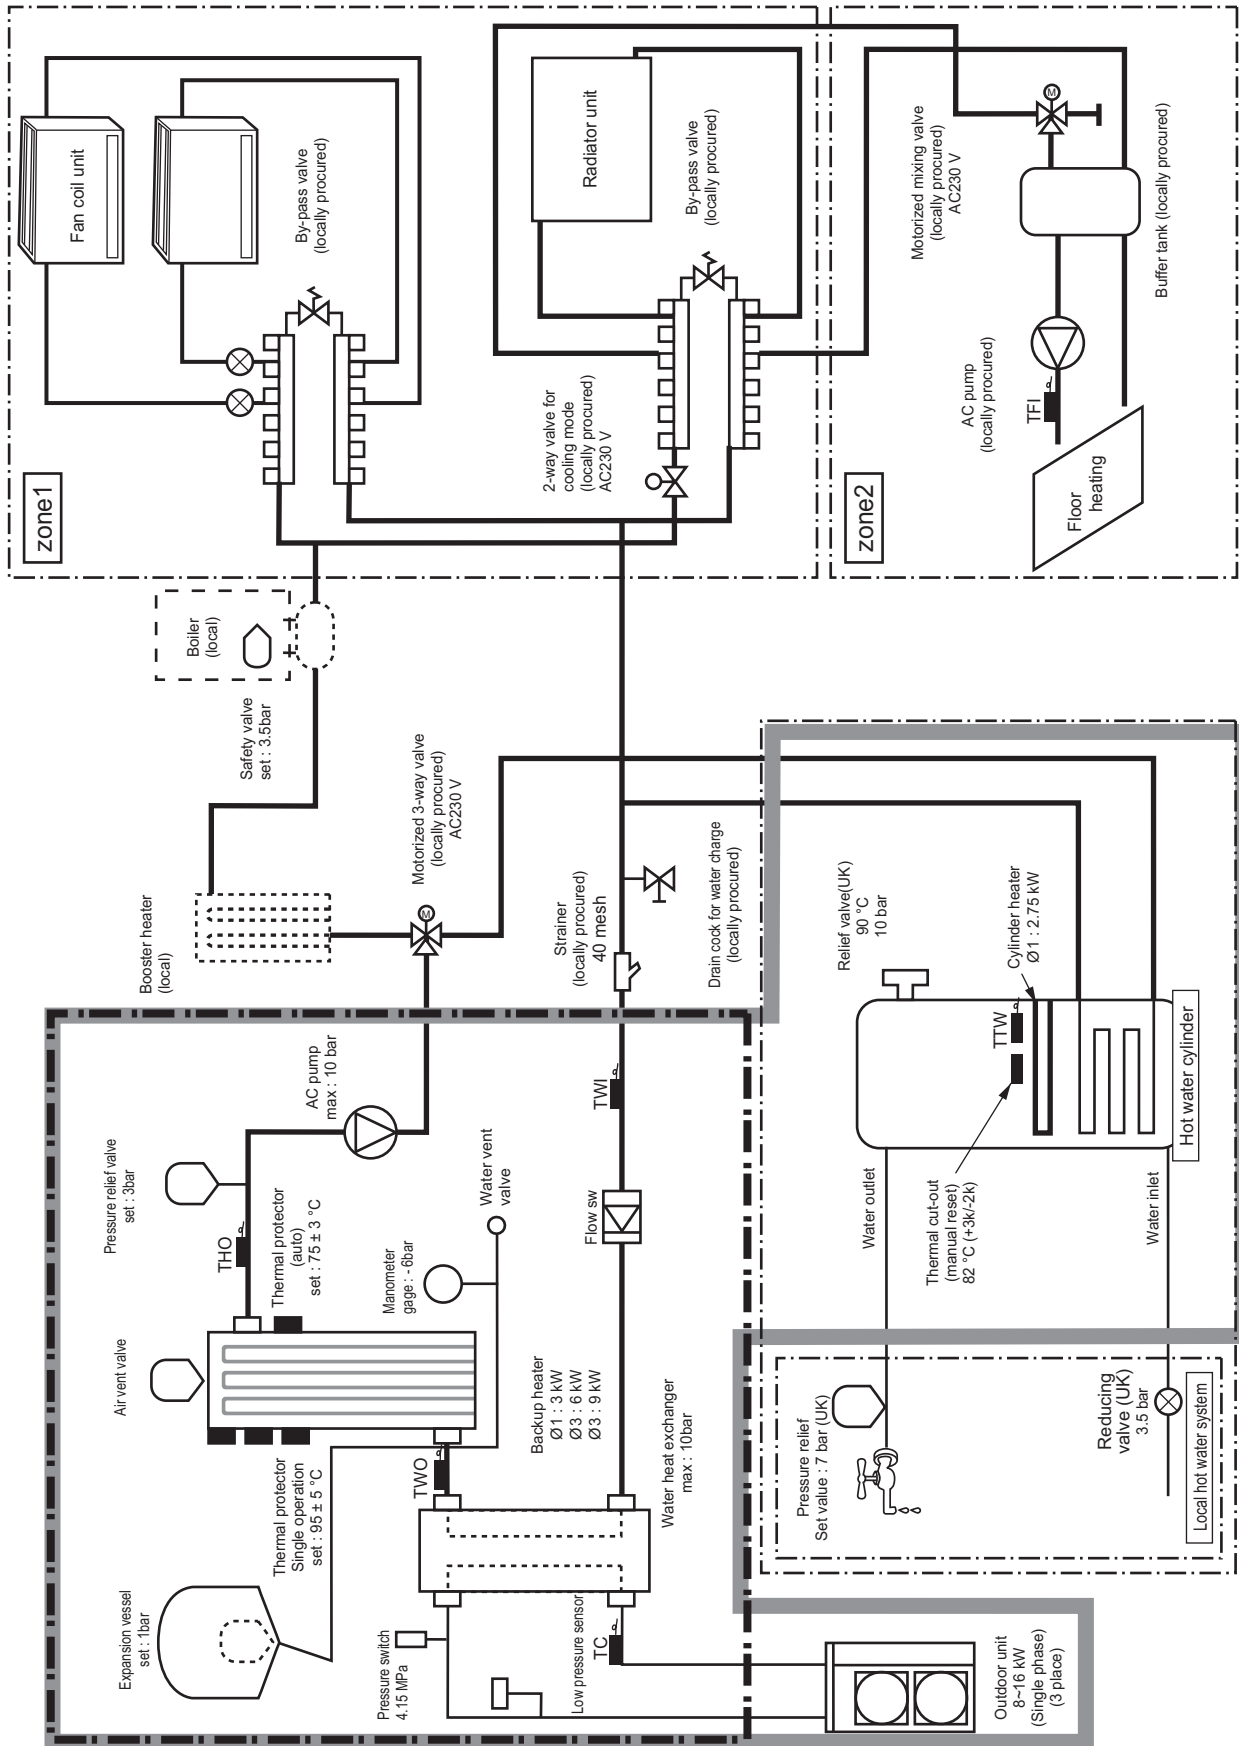 zone1
Fan coil unit
By-pass valve
(locally procured)
Radiator unit
By-pass valve
(locally procured)
2-way valve for
cooling mode
(locally procured)
AC230 V
zone2
Motorized mixing valve
(locally procured)
AC230 V
M
Buffer tank (locally procured)
AC pump
(locally procured)
TFI
Floor
heating
Boiler
(local)
Safety valve
set : 3.5bar
Booster heater
(local)
Motorized 3-way valve
(locally procured)
AC230 V
M
Strainer
(locally procured)
40 mesh
Drain cock for water charge
(locally procured)
Relief valve(UK)
90 °C
10 bar
Cylinder heater
Ø1 : 2.75 kW
TTW
Hot water cylinder
Thermal cut-out
(manual reset)
82 °C (+3k/-2k)
Water outlet
Water inlet
AC pump
max : 10 bar
Pressure relief valve
set : 3bar
THO
Thermal protector
(auto)
set : 75 ± 3 °C
Manometer
gage : - 6bar
Water vent
valve
TWI
Flow sw
Air vent valve
Backup heater
Ø1 : 3 kW
Ø3 : 6 kW
Ø3 : 9 kW
Water heat exchanger
max : 10bar
TWO
Thermal protector
Single operation
set : 95 ± 5 °C
Expansion vessel
set : 1bar
Pressure switch
4.15 MPa
Low pressure sensor
TC
Outdoor unit
8~16 kW
(Single phase)
(3 place)
Pressure relief
Set value : 7 bar (UK)
Reducing
valve (UK)
3.5 bar
Local hot water system